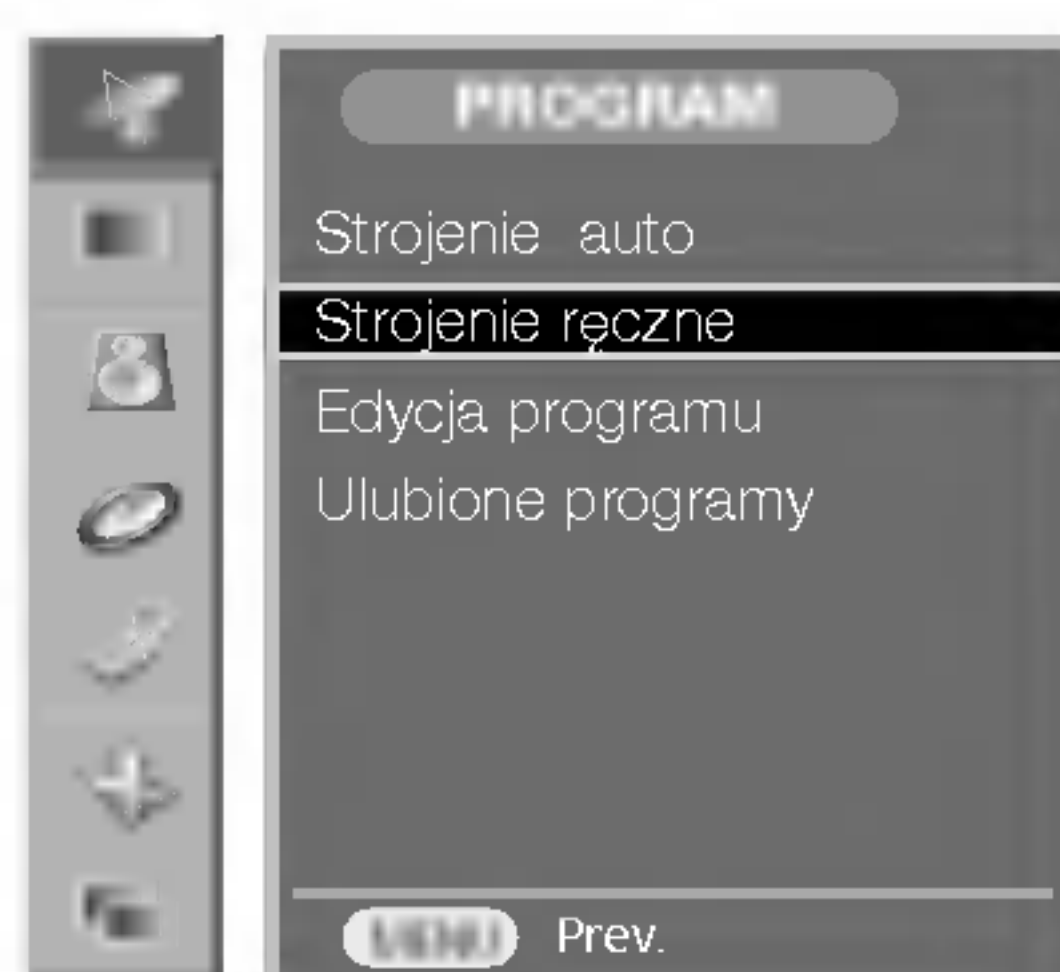 PROGRAM
Strojenie auto
Strojenie ręczne
Edycja programu
Ulubione programy
MENU Prev.